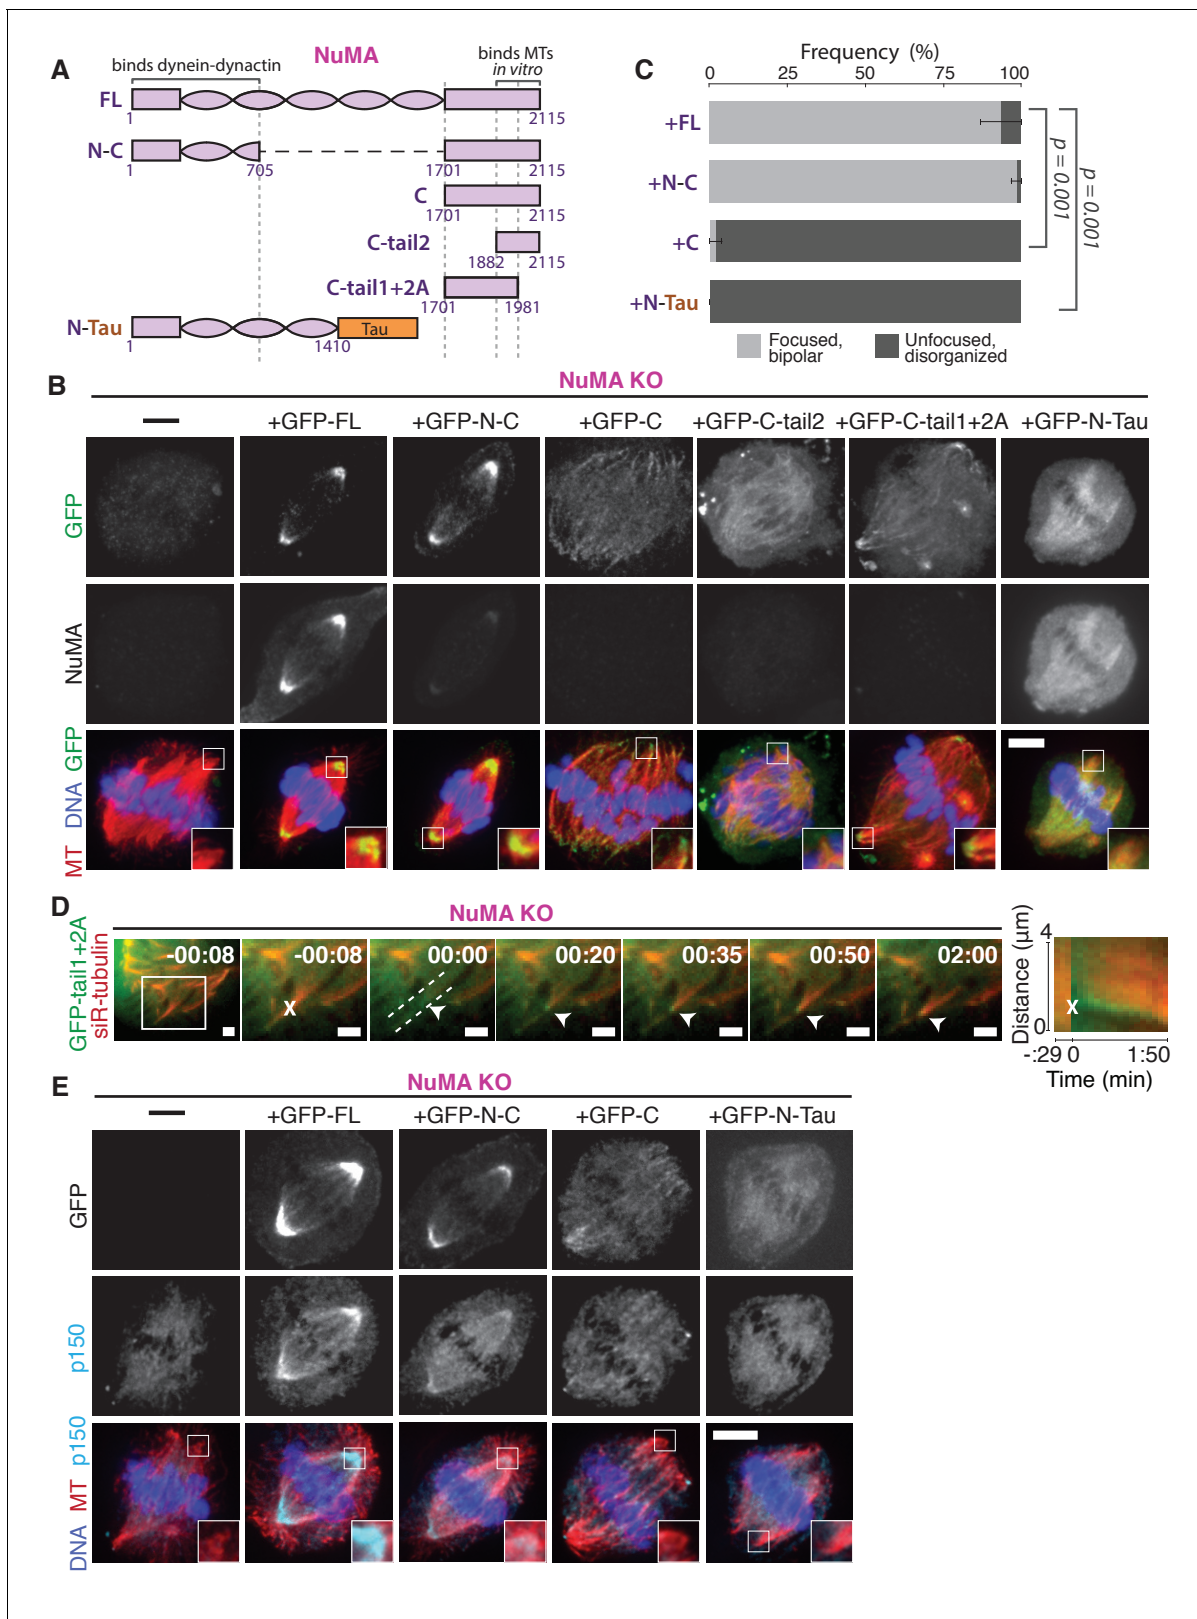 A
NuMA
binds dynein-dynactin
binds MTs
in vitro
FL
1
2115
N-C
1
705
1701
2115
C
1701
2115
C-tail2
1882
2115
C-tail1+2A
1701
1981
N-Tau
Tau
1
1410
C
Frequency (%)
0 25 50 75 100
+FL
+N-C
+C
+N-Tau
p = 0.001
p = 0.001
Focused,
bipolar
Unfocused,
disorganized
B
NuMA KO
+GFP-FL +GFP-N-C +GFP-C +GFP-C-tail2 +GFP-C-tail1+2A +GFP-N-Tau
GFP
NuMA
MT DNA GFP
D
NuMA KO
GFP-tail1+2A
siR-tubulin
-00:08 -00:08 00:00 00:20 00:35 00:50 02:00
X
Distance (μm)
4
0
X
-:29 0 1:50
Time (min)
E
NuMA KO
+GFP-FL +GFP-N-C +GFP-C +GFP-N-Tau
GFP
p150
DNA MT p150